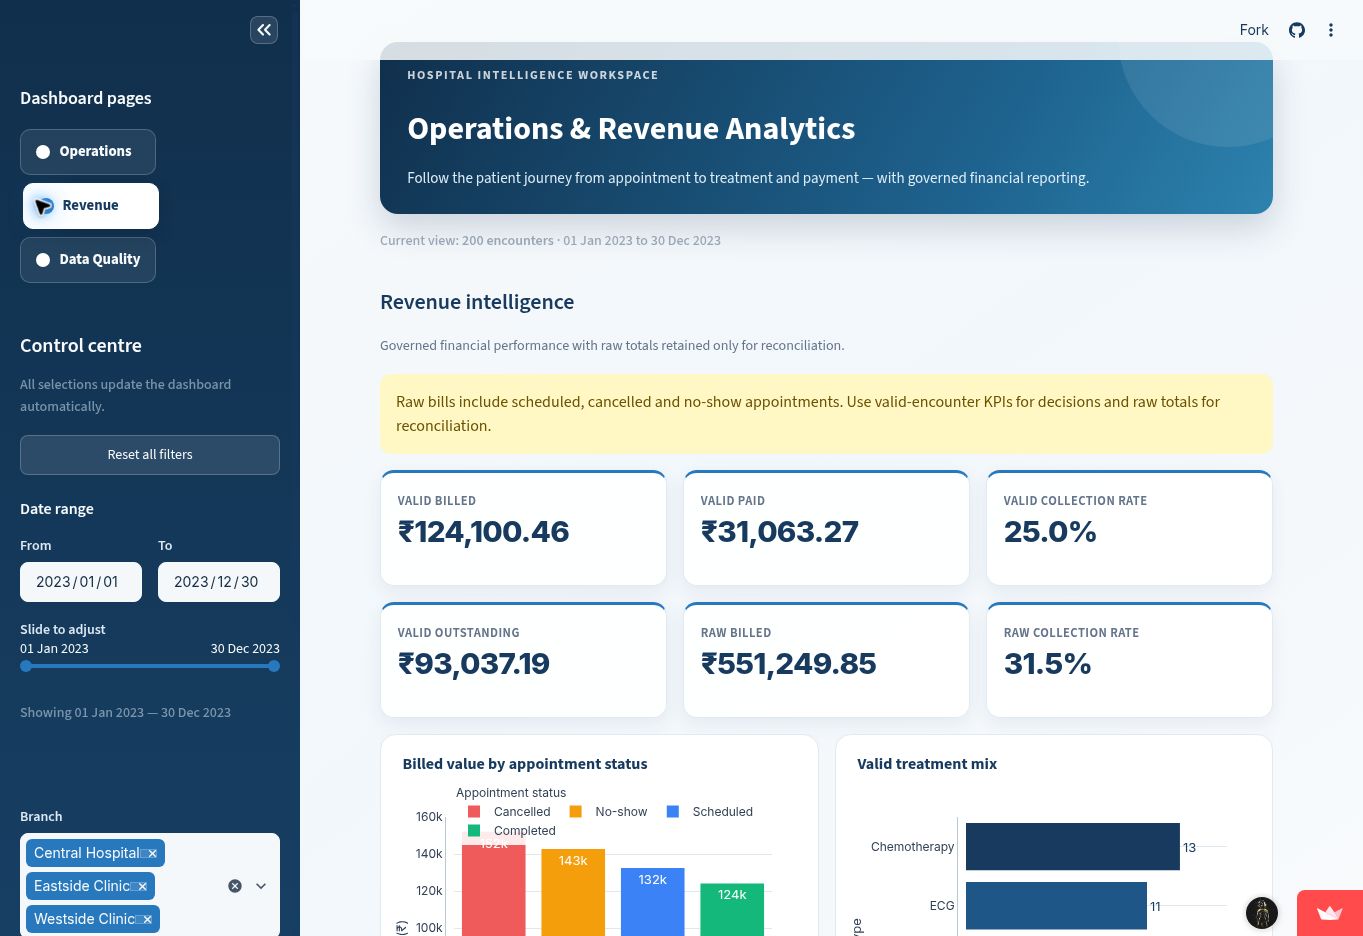 Fork
Dashboard pages
Operations
Revenue
Data Quality
Control centre
All selections update the dashboard
automatically.
Reset all filters
Date range
From
To
2023/01/01
2023/12/30
Slide to adjust
01 Jan 2023
30 Dec 2023
Showing 01 Jan 2023 — 30 Dec 2023
Branch
Central Hospital
Eastside Clinic
Westside Clinic
HOSPITAL INTELLIGENCE WORKSPACE
Operations & Revenue Analytics
Follow the patient journey from appointment to treatment and payment — with governed financial reporting.
Current view: 200 encounters · 01 Jan 2023 to 30 Dec 2023
Revenue intelligence
Governed financial performance with raw totals retained only for reconciliation.
Raw bills include scheduled, cancelled and no-show appointments. Use valid-encounter KPIs for decisions and raw totals for
reconciliation.
VALID BILLED
₹124,100.46
VALID PAID
₹31,063.27
VALID COLLECTION RATE
25.0%
VALID OUTSTANDING
₹93,037.19
RAW BILLED
₹551,249.85
RAW COLLECTION RATE
31.5%
Billed value by appointment status
Appointment status
Cancelled
No-show
Scheduled
Completed
160k
140k
120k
100k
143k
132k
124k
(₹)
Valid treatment mix
Chemotherapy
13
ECG
11